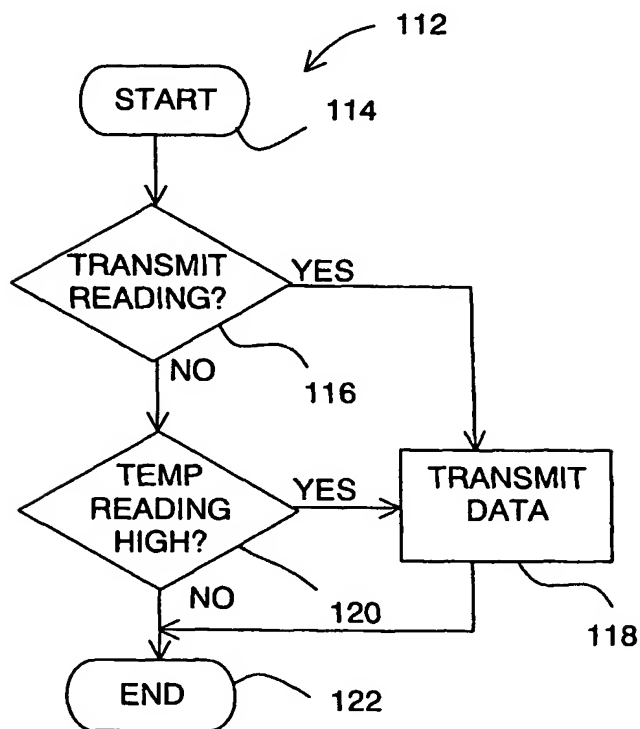 112
START
114
TRANSMIT
READING?
YES
116
NO
TEMP
READING
HIGH?
YES
TRANSMIT
DATA
120
118
NO
END
122